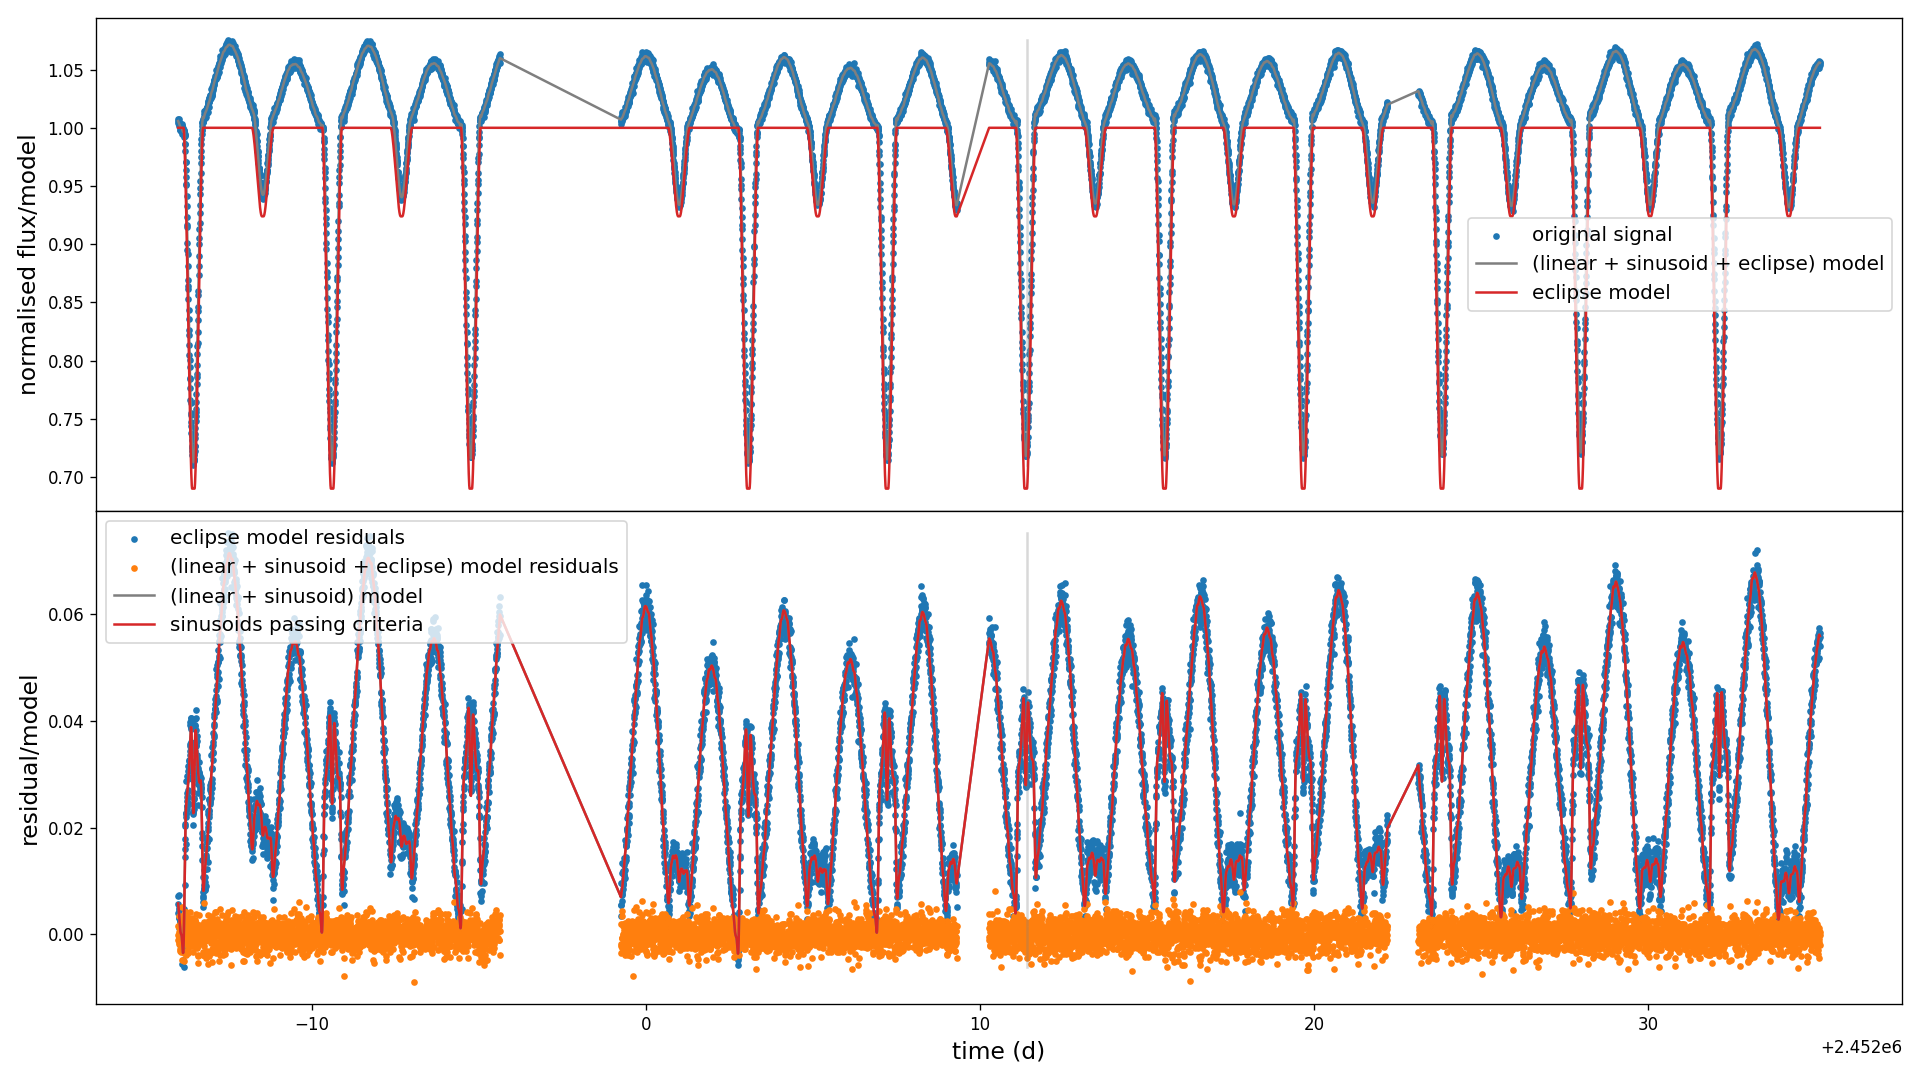 normalised flux/model
1.05
1.00
0.95
0.90
0.85
0.80
0.75
0.70
original signal
(linear + sinusoid + eclipse) model
eclipse model
residual/model
0.06
0.04
0.02
0.00
eclipse model residuals
(linear + sinusoid + eclipse) model residuals
(linear + sinusoid) model
sinusoids passing criteria
−10
0
10
20
30
time (d)
+2.452e6